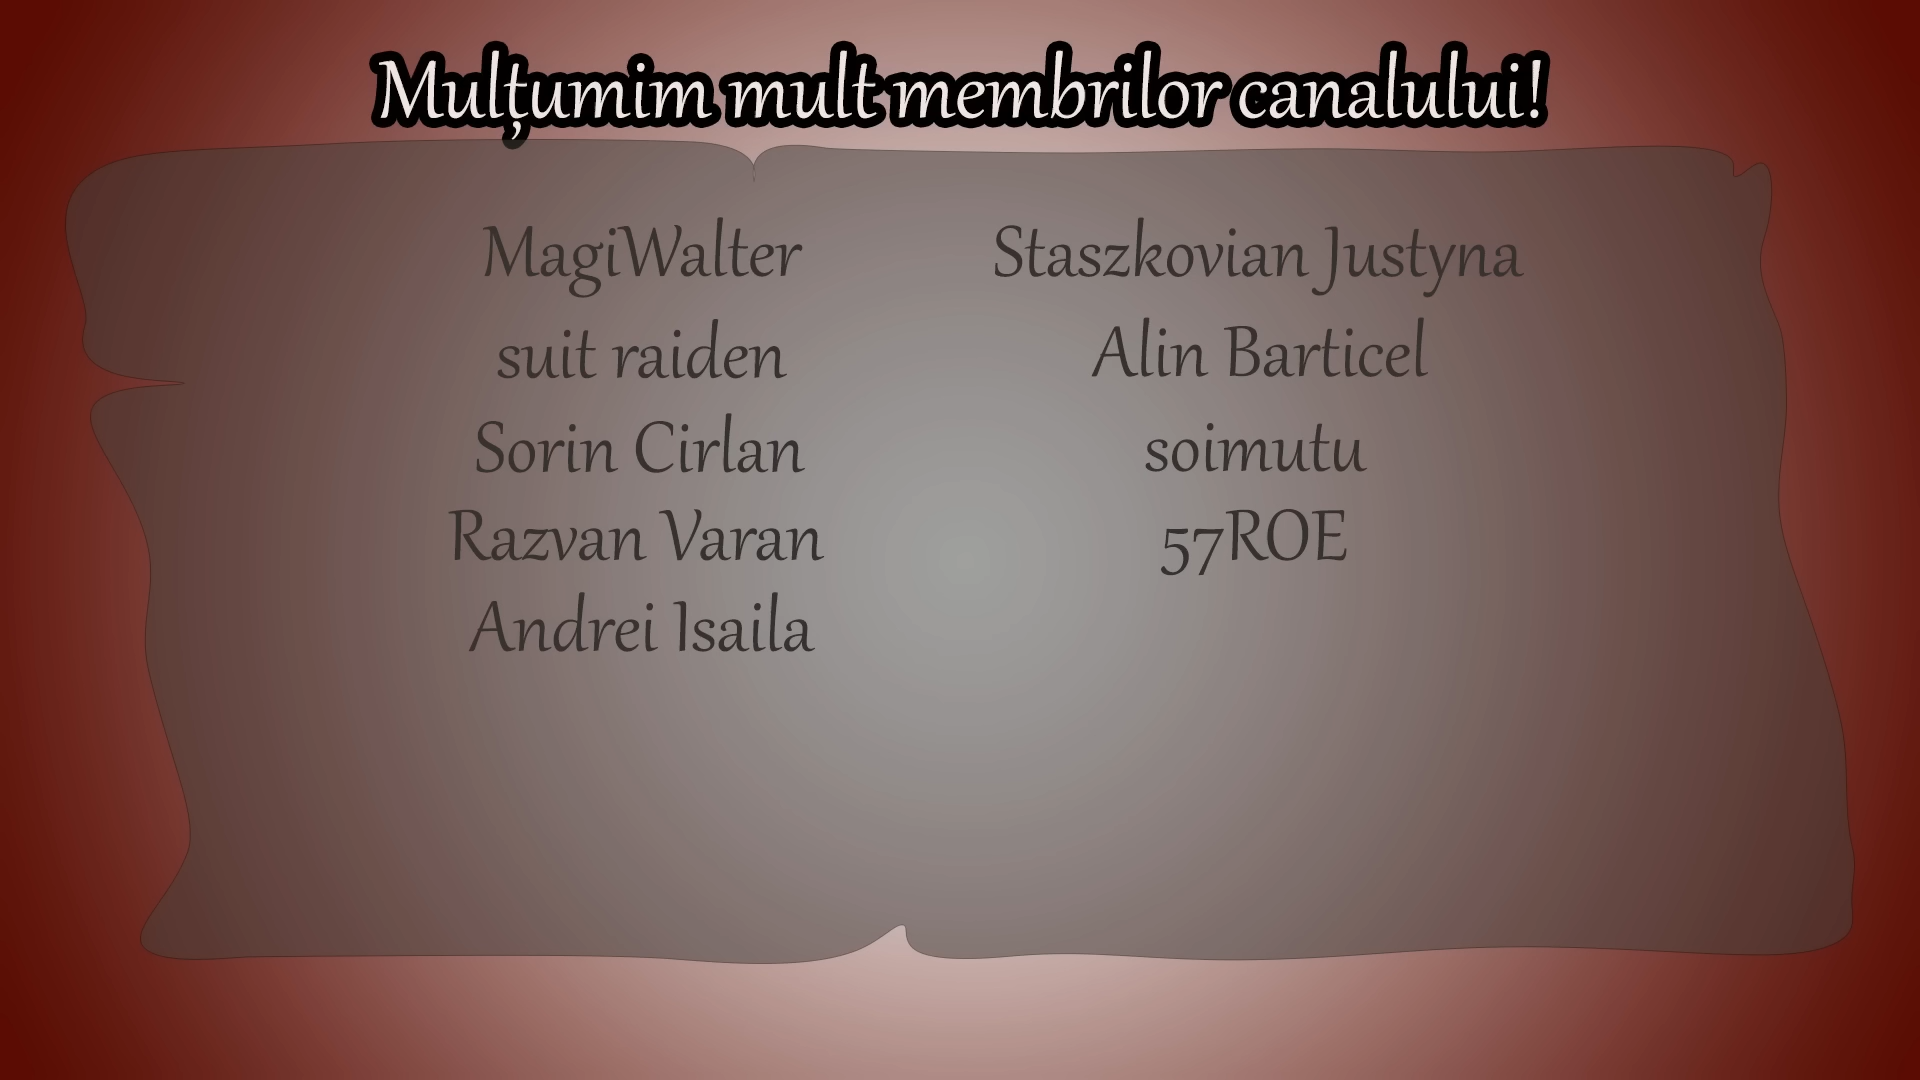 Mulțumim mult membrilor canalului!
MagiWalter
suit raiden
Sorin Cirlan
Razvan Varan
Andrei Isaila
Staszkovian Justyna
Alin Barticel
soimutu
57ROE